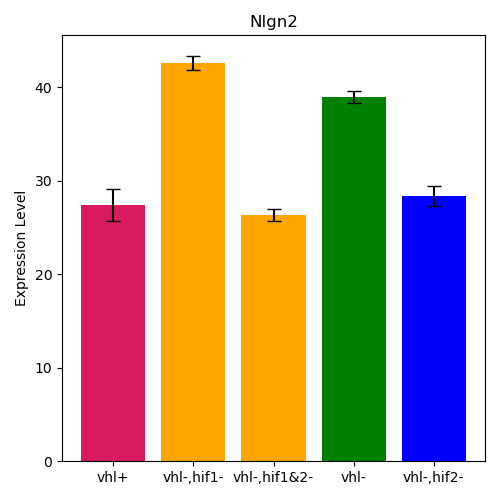 Nlgn2
Expression Level
40
30
20
10
0
vhl+
vhl-,hif1-
vhl-,hif1&2-
vhl-
vhl-,hif2-